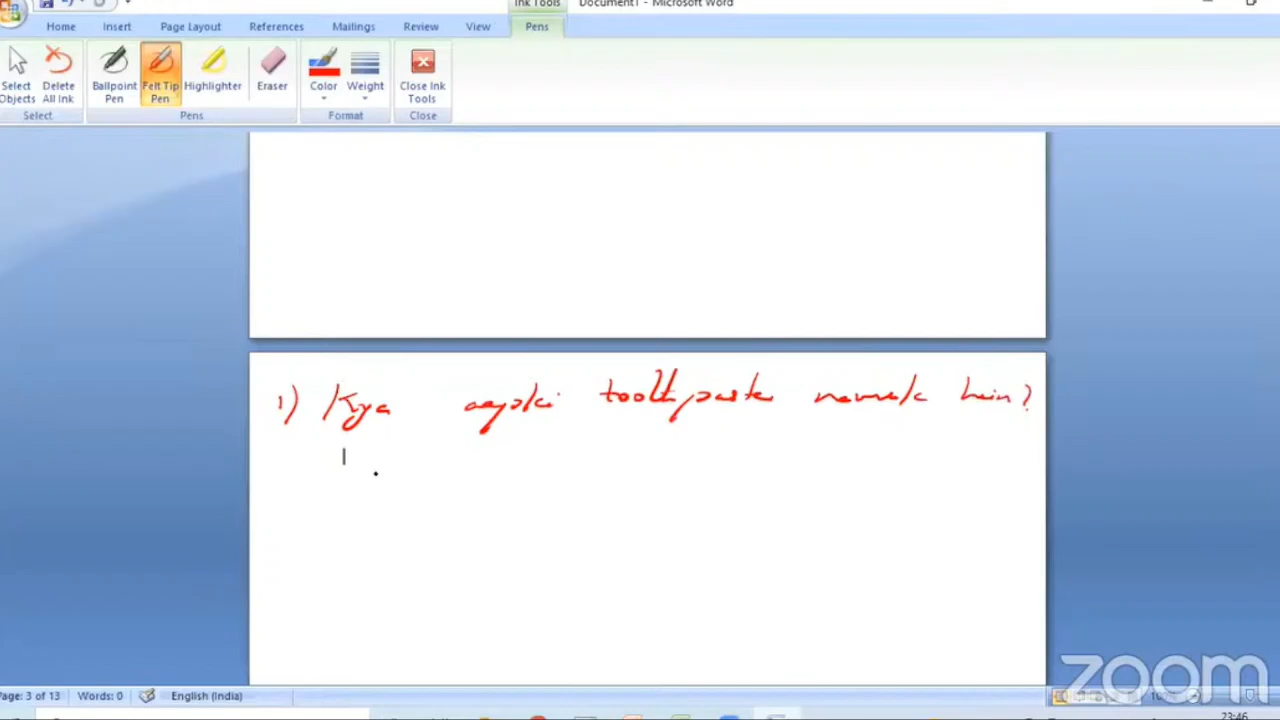 Ink Tools Document1 - Microsoft Word
Home Insert Page Layout References Mailings Review View Pens
Select Objects Delete All Ink Ballpoint Pen Felt Tip Pen Highlighter Eraser Color Weight Close Ink Tools
Select Pens Format Close
1) Kya aapki toothpaste namak hain?
Page: 3 of 13 Words: 0 English (India)
zoom
23:46